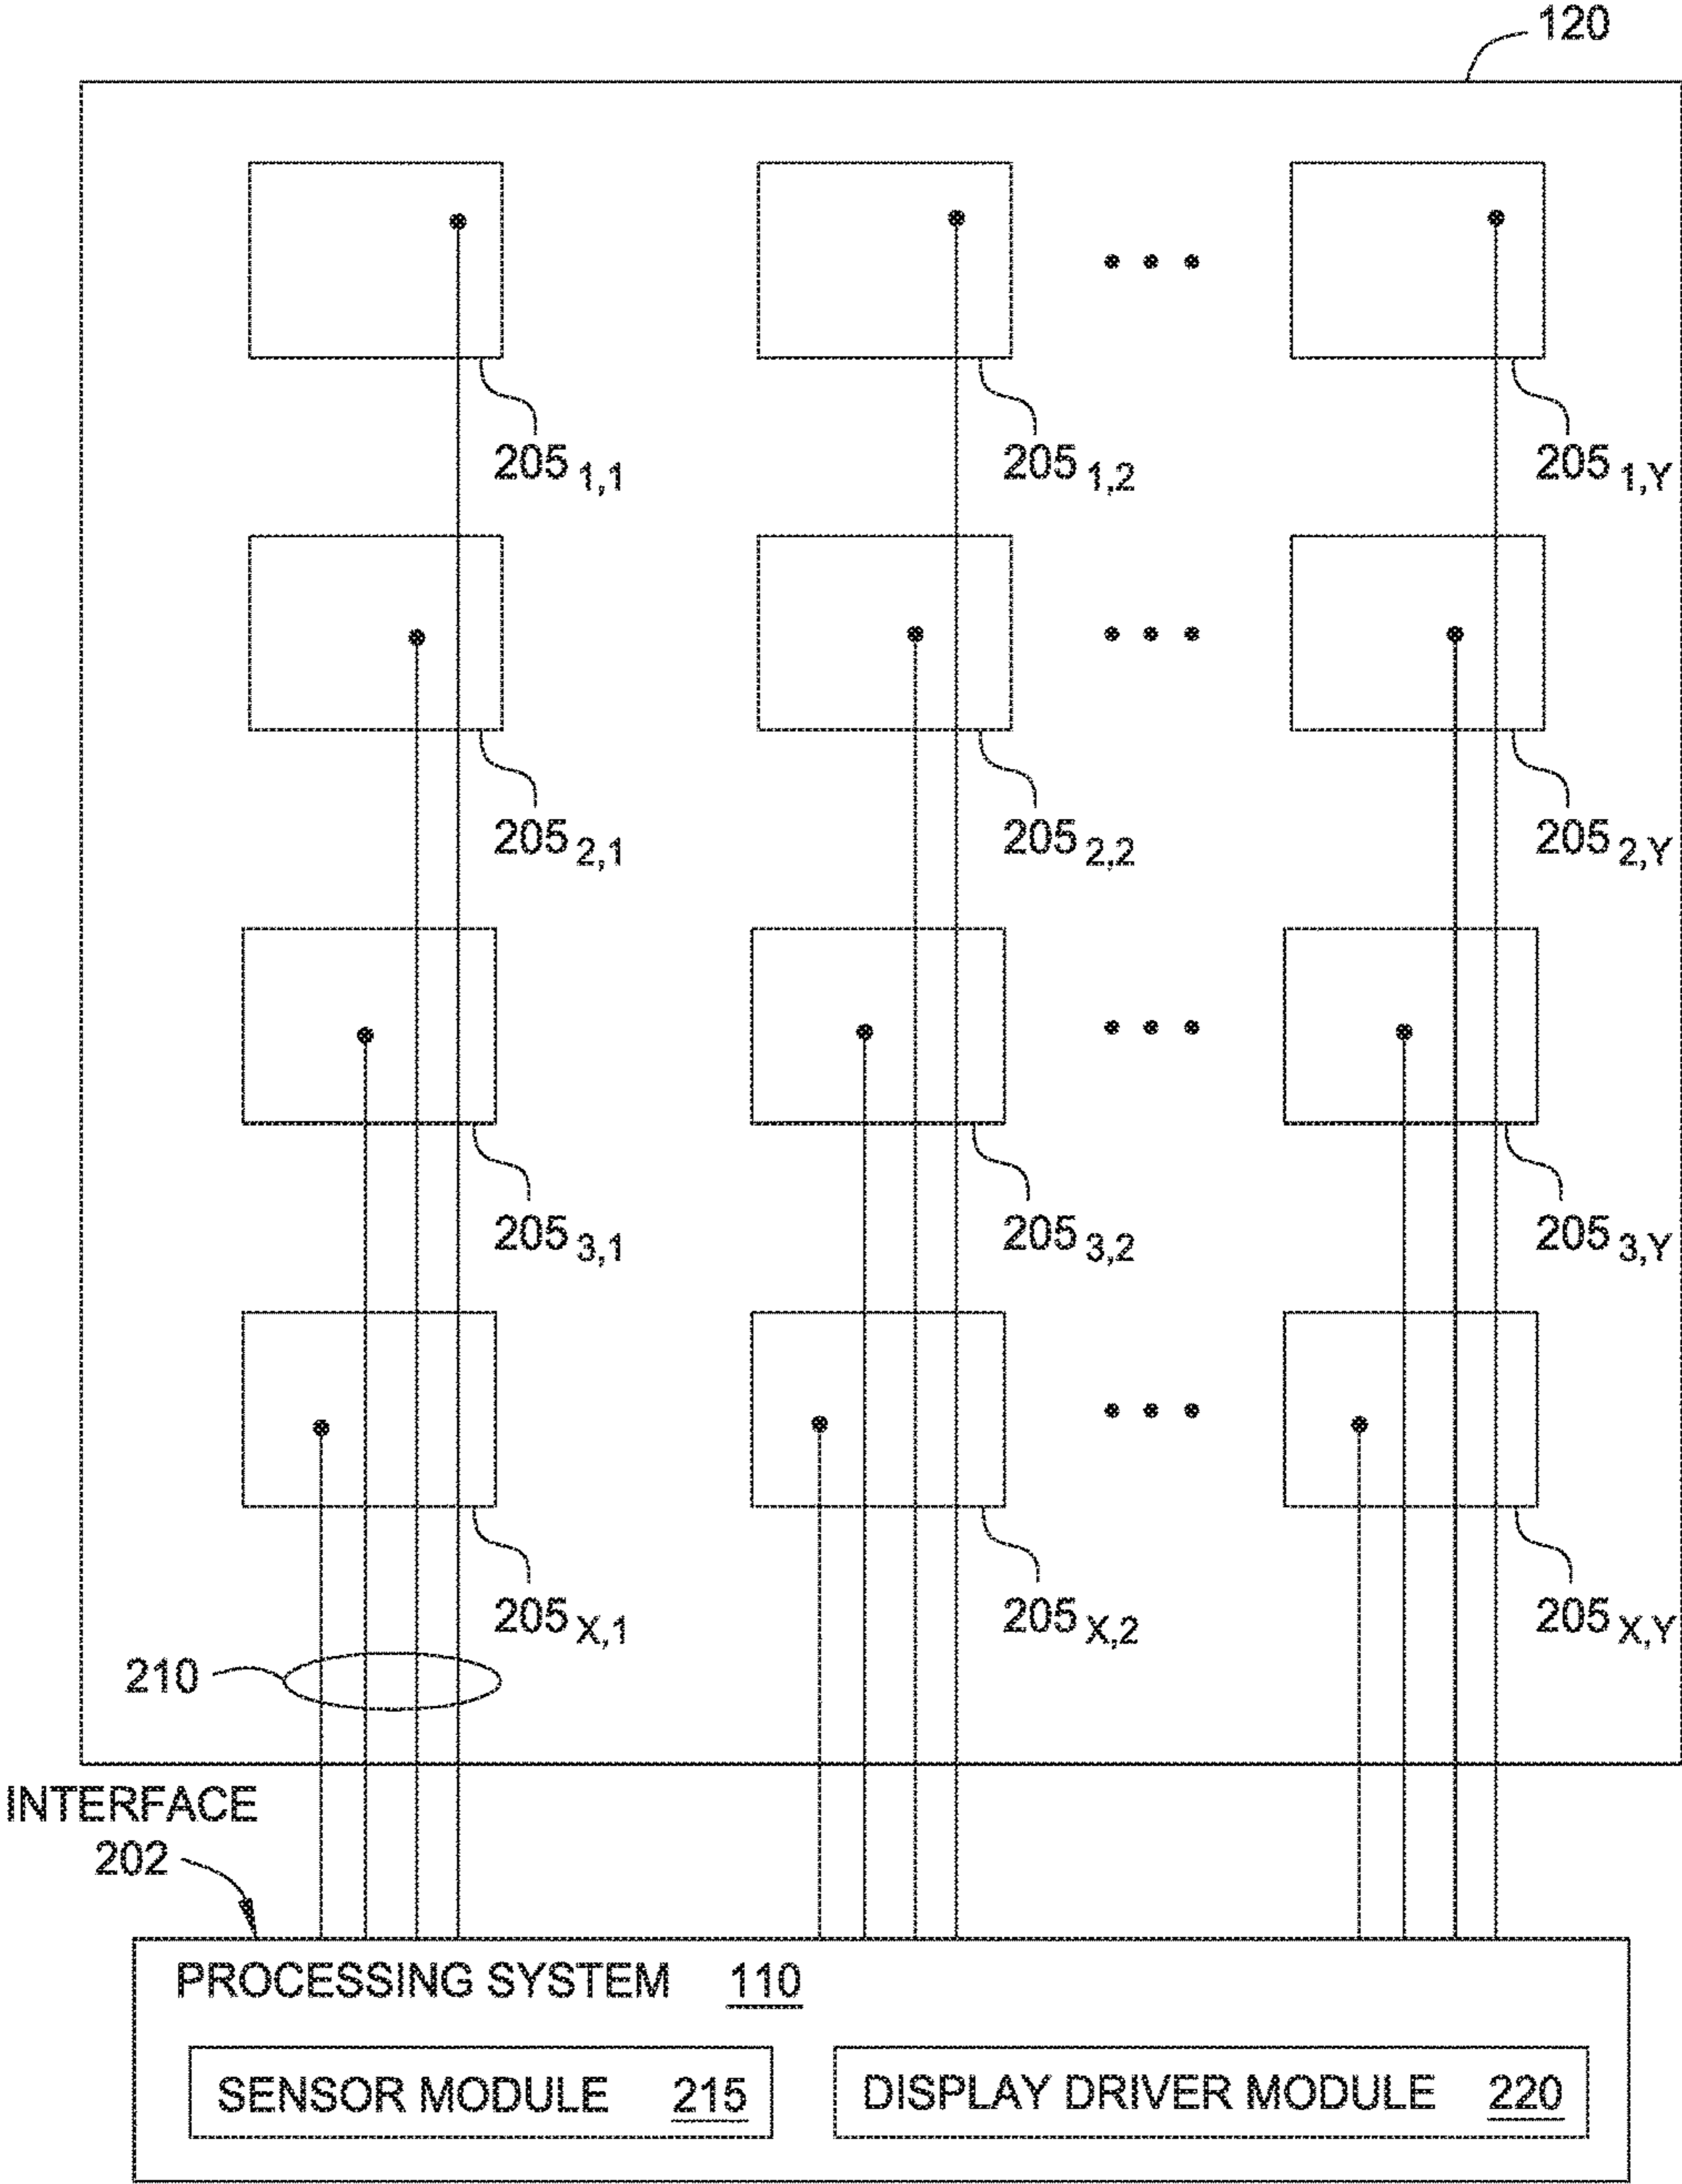 120
205 1,1 205 1,2 205 1,Y
205 2,1 205 2,2 205 2,Y
205 3,1 205 3,2 205 3,Y
205 X,1 205 X,2 205 X,Y
210
INTERFACE
202
PROCESSING SYSTEM 110
SENSOR MODULE 215 DISPLAY DRIVER MODULE 220